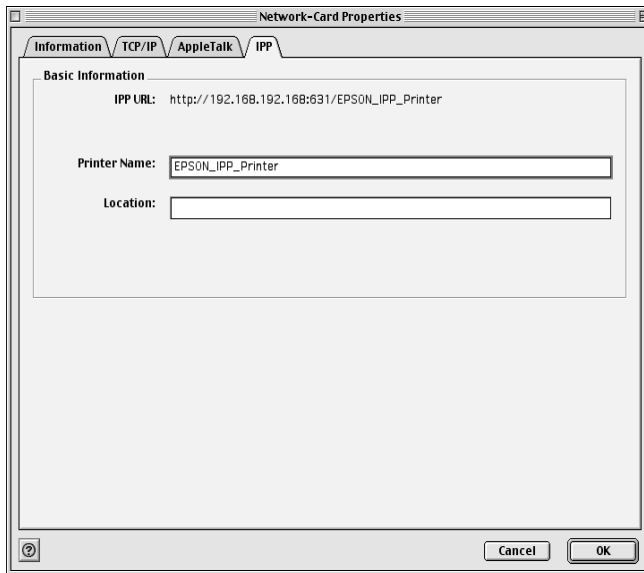 Network-Card Properties
Information TCP/IP AppleTalk IPP
Basic Information
IPP URL: http://192.168.192.168:631/EPSON_IPP_Printer
Printer Name: EPSON_IPP_Printer
Location:
? Cancel OK